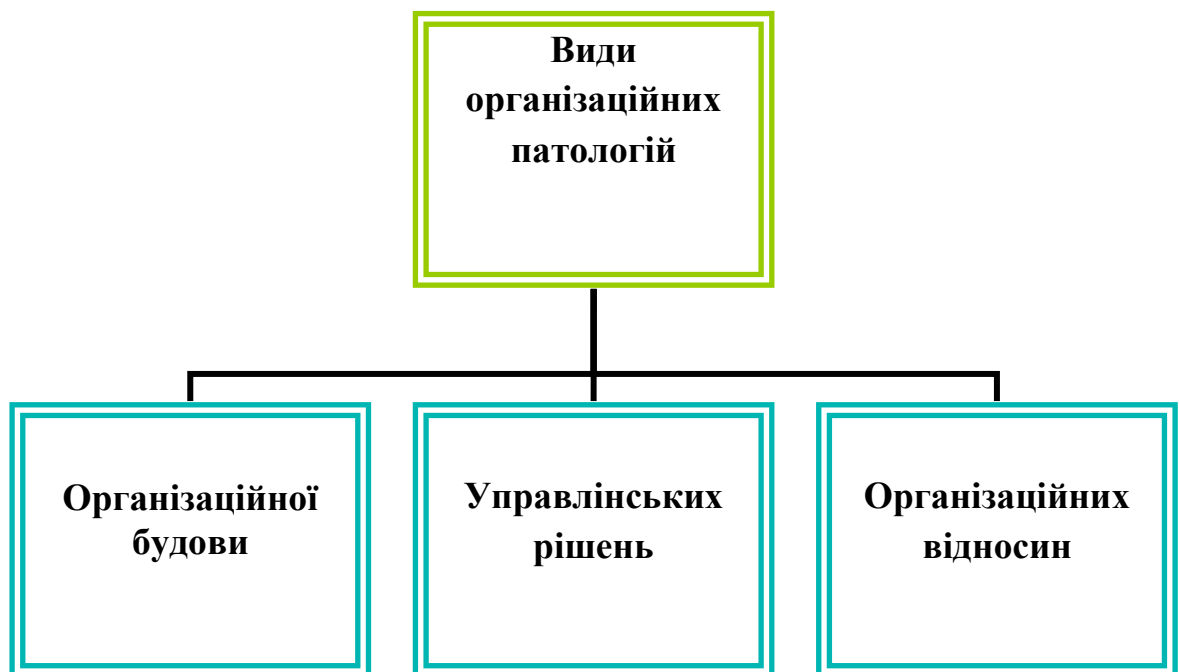 Види
організаційних
патологій
Організаційної
будови
Управлінських
рішень
Організаційних
відносин